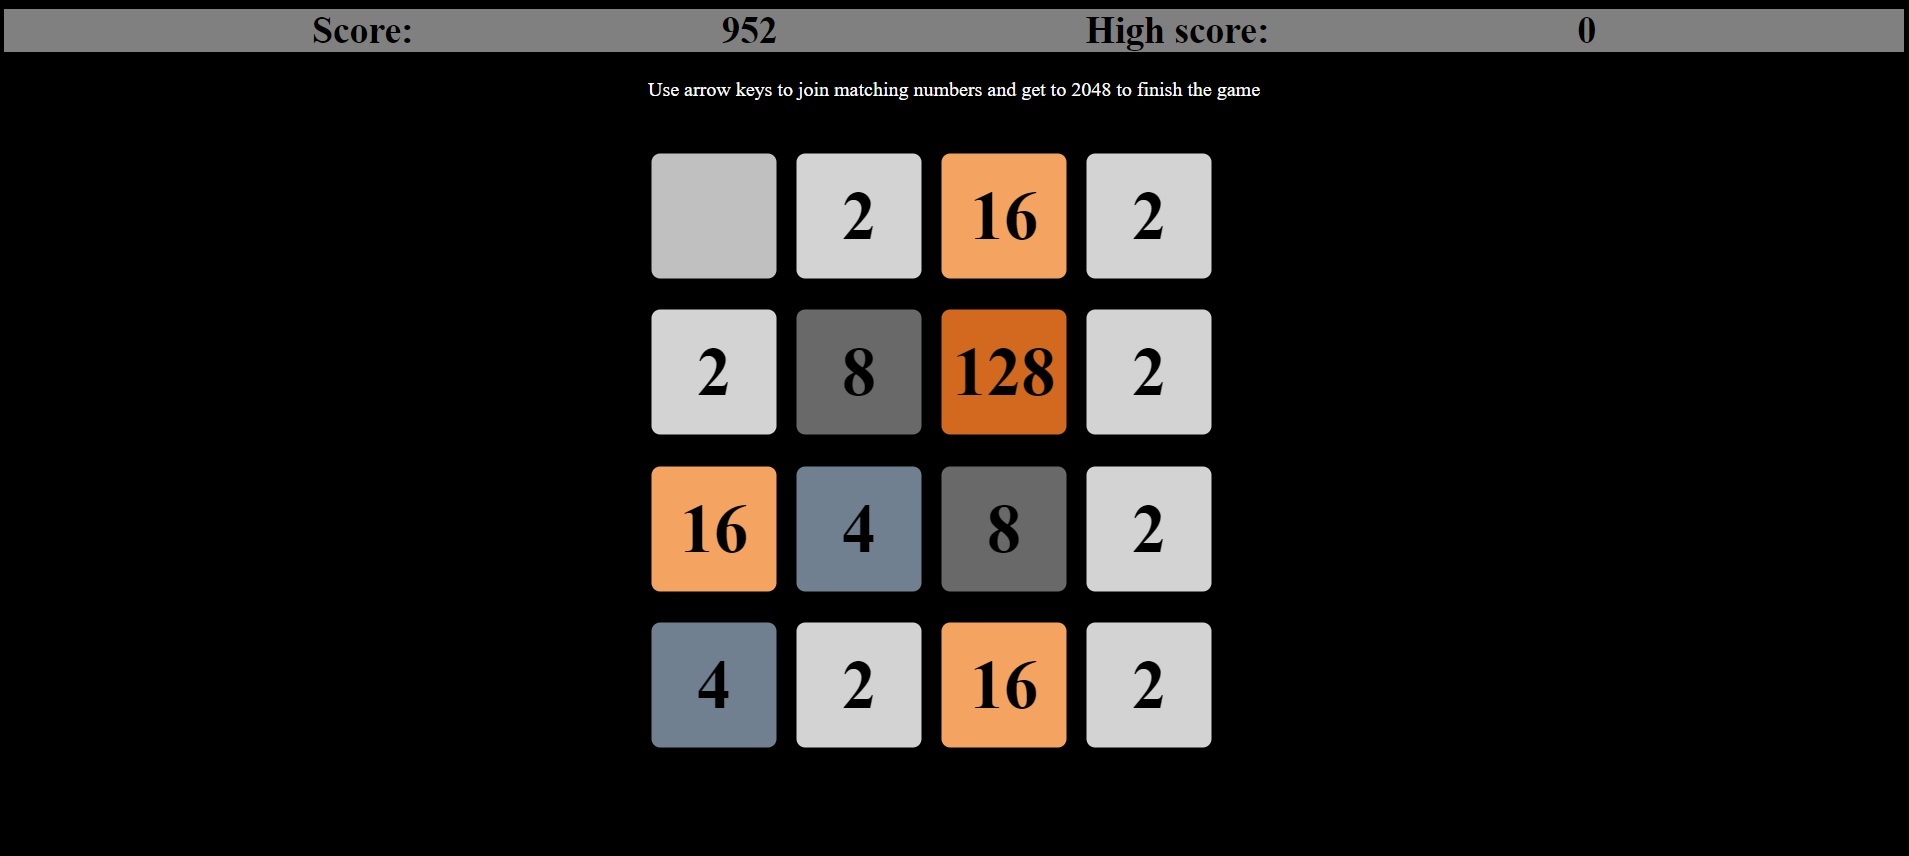 Score: 952 High score: 0
Use arrow keys to join matching numbers and get to 2048 to finish the game
2 16 2
2 8 128 2
16 4 8 2
4 2 16 2